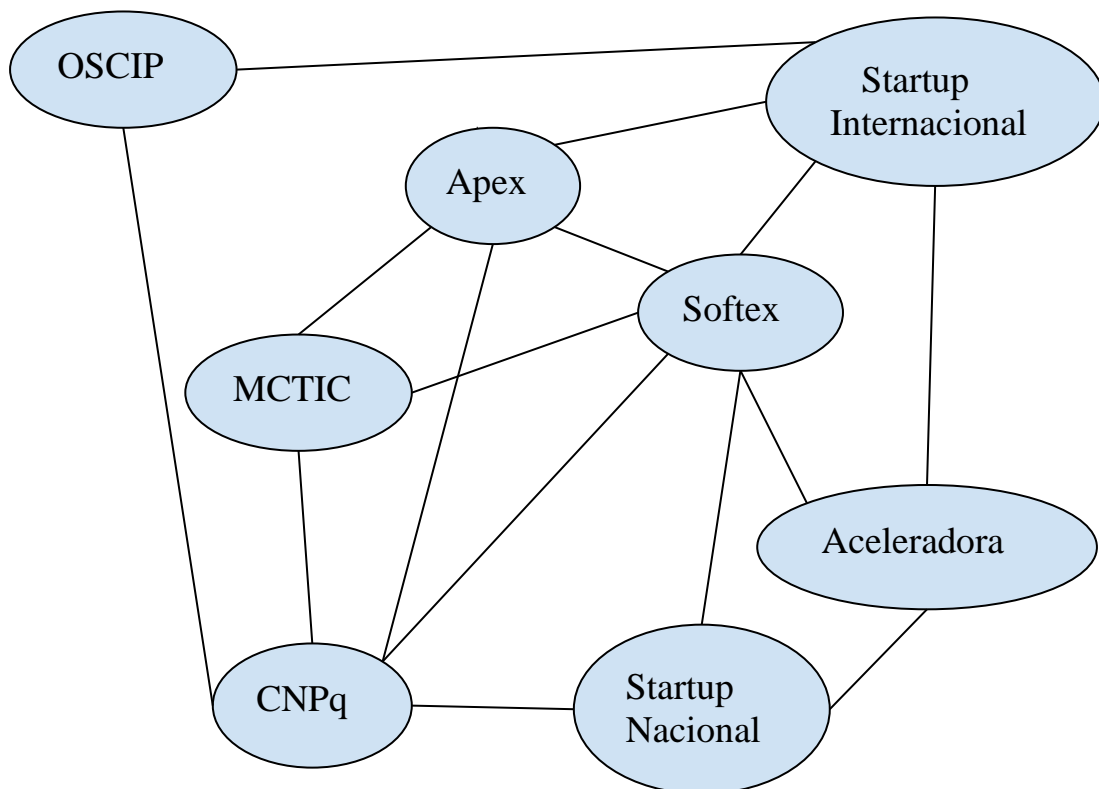 OSCIP
Startup
Internacional
Apex
Softex
MCTIC
Aceleradora
CNPq
Startup
Nacional